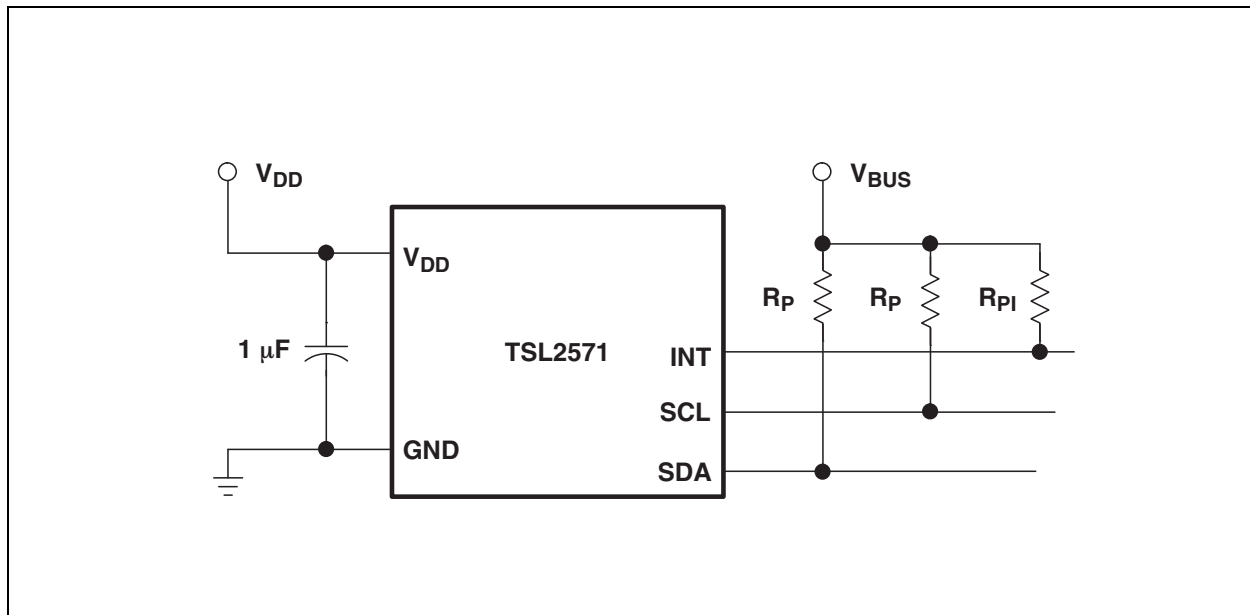 VDD
VBUS
VDD
RP
RP
RPI
1 μF
TSL2571
INT
SCL
GND
SDA